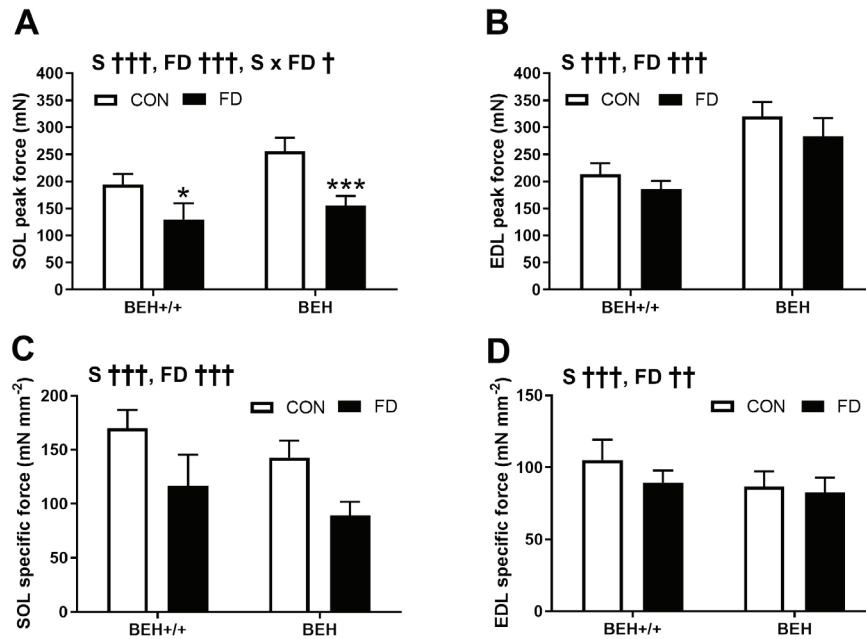 A
S †††, FD †††, S x FD †
CON FD
SOL peak force (mN)
400
350
300
250
200
150
100
50
0
*
***
BEH+/+ BEH
B
S †††, FD †††
CON FD
EDL peak force (mN)
400
350
300
250
200
150
100
50
0
BEH+/+ BEH
C
S †††, FD †††
CON FD
SOL specific force (mN mm⁻²)
200
150
100
50
0
BEH+/+ BEH
D
S †††, FD ††
CON FD
EDL specific force (mN mm⁻²)
150
100
50
0
BEH+/+ BEH